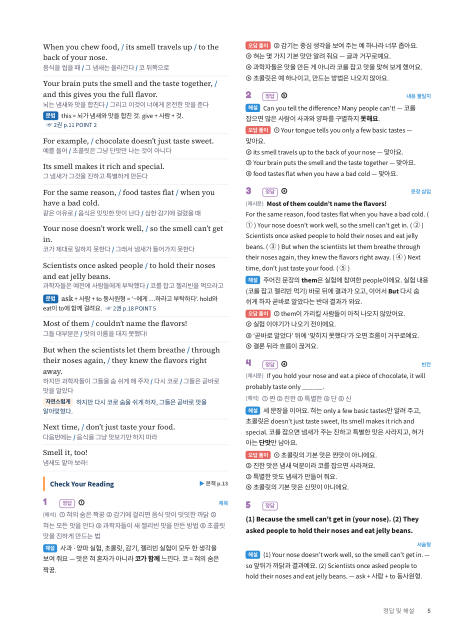 When you chew food, / its smell travels up / to the
back of your nose.
음식을 씹을 때 / 그 냄새는 올라간다 / 코 뒤쪽으로
Your brain puts the smell and the taste together, /
and this gives you the full flavor.
뇌는 냄새와 맛을 합친다 / 그리고 이것이 너에게 온전한 맛을 준다
문법 this = 뇌가 냄새와 맛을 합친 것. give + 사람 + 것.
☞ 2권 p.11 POINT 2
For example, / chocolate doesn't just taste sweet.
예를 들어 / 초콜릿은 그냥 단맛만 나는 것이 아니다
Its smell makes it rich and special.
그 냄새가 그것을 진하고 특별하게 만든다
For the same reason, / food tastes flat / when you
have a bad cold.
같은 이유로 / 음식은 밋밋한 맛이 난다 / 심한 감기에 걸렸을 때
Your nose doesn't work well, / so the smell can't get
in.
코가 제대로 일하지 못한다 / 그래서 냄새가 들어가지 못한다
Scientists once asked people / to hold their noses
and eat jelly beans.
과학자들은 예전에 사람들에게 부탁했다 / 코를 잡고 젤리빈을 먹으라고
문법 ask + 사람 + to 동사원형 = '~에게 …하라고 부탁하다'. hold와
eat이 to에 함께 걸려요. ☞ 2권 p.18 POINT 5
Most of them / couldn't name the flavors!
그들 대부분은 / 맛의 이름을 대지 못했다!
But when the scientists let them breathe / through
their noses again, / they knew the flavors right
away.
하지만 과학자들이 그들을 숨 쉬게 해 주자 / 다시 코로 / 그들은 곧바로
맛을 알았다
자연스럽게 하지만 다시 코로 숨을 쉬게 하자, 그들은 곧바로 맛을
알아맞혔다.
Next time, / don't just taste your food.
다음번에는 / 음식을 그냥 맛보기만 하지 마라
Smell it, too!
냄새도 맡아 보라!
Check Your Reading ▶ 본책 p.13
1 정답 ① 제목
(해석) ① 혀의 숨은 짝꿍 ② 감기에 걸리면 음식 맛이 밋밋한 까닭 ③
혀는 모든 맛을 안다 ④ 과학자들이 새 젤리빈 맛을 만든 방법 ⑤ 초콜릿
맛을 진하게 만드는 법
해설 사과·양파 실험, 초콜릿, 감기, 젤리빈 실험이 모두 한 생각을
보여 줘요 — 맛은 혀 혼자가 아니라 코가 함께 느낀다. 코 = 혀의 숨은
짝꿍.
오답 풀이 ② 감기는 중심 생각을 보여 주는 예 하나라 너무 좁아요.
③ 혀는 몇 가지 기본 맛만 알려 줘요 — 글과 거꾸로예요.
④ 과학자들은 맛을 만든 게 아니라 코를 잡고 맛을 맞혀 보게 했어요.
⑤ 초콜릿은 예 하나이고, 만드는 방법은 나오지 않아요.
2 정답 ④ 내용 불일치
해설 Can you tell the difference? Many people can't! — 코를
잡으면 많은 사람이 사과와 양파를 구별하지 못해요.
오답 풀이 ① Your tongue tells you only a few basic tastes —
맞아요.
② its smell travels up to the back of your nose — 맞아요.
③ Your brain puts the smell and the taste together — 맞아요.
⑤ food tastes flat when you have a bad cold — 맞아요.
3 정답 ③ 문장 삽입
(제시문) Most of them couldn't name the flavors!
For the same reason, food tastes flat when you have a bad cold. (
① ) Your nose doesn't work well, so the smell can't get in. ( ② )
Scientists once asked people to hold their noses and eat jelly
beans. ( ③ ) But when the scientists let them breathe through
their noses again, they knew the flavors right away. ( ④ ) Next
time, don't just taste your food. ( ⑤ )
해설 주어진 문장의 them은 실험에 참여한 people이에요. 실험 내용
(코를 잡고 젤리빈 먹기) 바로 뒤에 결과가 오고, 이어서 But 다시 숨
쉬게 하자 곧바로 알았다는 반대 결과가 와요.
오답 풀이 ① them이 가리킬 사람들이 아직 나오지 않았어요.
② 실험 이야기가 나오기 전이에요.
④ '곧바로 알았다' 뒤에 '맞히지 못했다'가 오면 흐름이 거꾸로예요.
⑤ 결론 뒤라 흐름이 끊겨요.
4 정답 ④ 빈칸
(제시문) If you hold your nose and eat a piece of chocolate, it will
probably taste only ______.
(해석) ① 짠 ② 진한 ③ 특별한 ④ 단 ⑤ 신
해설 세 문장을 이어요. 혀는 only a few basic tastes만 알려 주고,
초콜릿은 doesn't just taste sweet, Its smell makes it rich and
special. 코를 잡으면 냄새가 주는 진하고 특별한 맛은 사라지고, 혀가
아는 단맛만 남아요.
오답 풀이 ① 초콜릿의 기본 맛은 짠맛이 아니에요.
② 진한 맛은 냄새 덕분이라 코를 잡으면 사라져요.
③ 특별한 맛도 냄새가 만들어 줘요.
⑤ 초콜릿의 기본 맛은 신맛이 아니에요.
5 정답
(1) Because the smell can't get in (your nose). (2) They
asked people to hold their noses and eat jelly beans.
서술형
해설 (1) Your nose doesn't work well, so the smell can't get in. —
so 앞뒤가 까닭과 결과예요. (2) Scientists once asked people to
hold their noses and eat jelly beans. — ask + 사람 + to 동사원형.
정답 및 해설 5